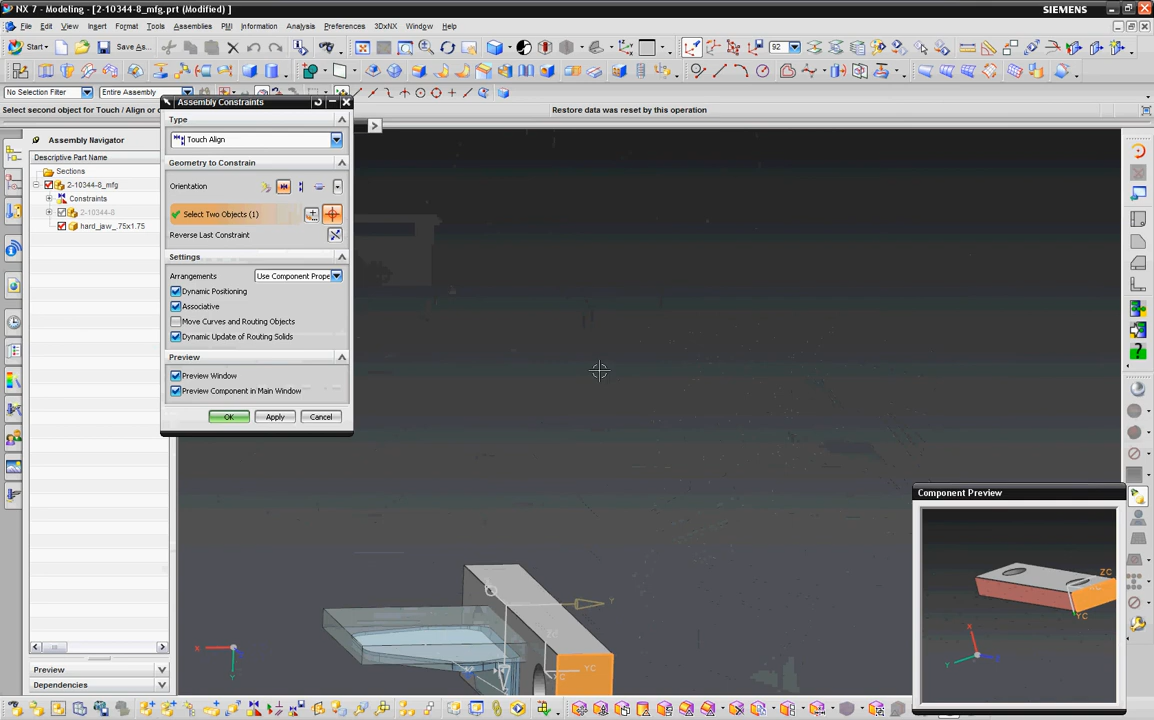 NX 7 - Modeling - [2-10344-8_mfg.prt (Modified) ]
SIEMENS
File Edit View Insert Format Tools Assemblies PMI Information Analysis Preferences 3DxNX Window Help
Start Save As... 92
No Selection Filter Entire Assembly
Select second object for Touch / Align or
Restore data was reset by this operation
Assembly Navigator
Descriptive Part Name
Sections
2-10344-8_mfg
Constraints
2-10344-8
hard_jaw_.75x1.75
Preview
Dependencies
Assembly Constraints
Type
Touch Align
Geometry to Constrain
Orientation
Select Two Objects (1)
Reverse Last Constraint
Settings
Arrangements Use Component Prope
Dynamic Positioning
Associative
Move Curves and Routing Objects
Dynamic Update of Routing Solids
Preview
Preview Window
Preview Component in Main Window
OK Apply Cancel
Y
ZC
YC
X
Y
Component Preview
ZC
YC
X
Y